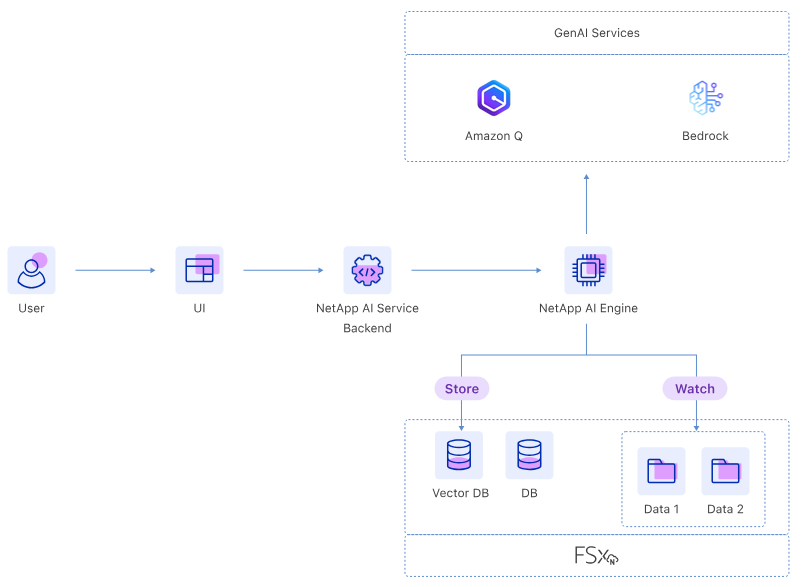 GenAI Services
Amazon Q
Bedrock
User
UI
NetApp AI Service
Backend
NetApp AI Engine
Store
Watch
Vector DB
DB
Data 1
Data 2
FSxN